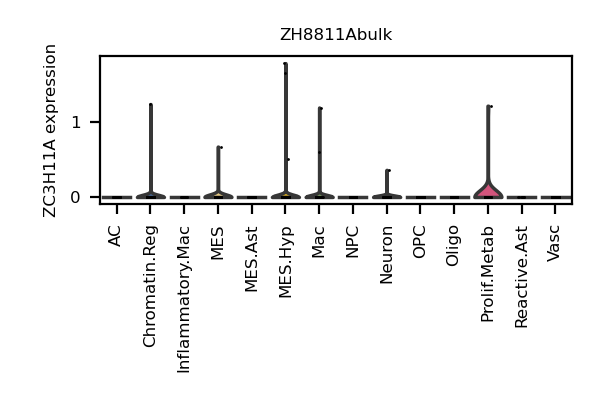 ZH8811Abulk
ZC3H11A expression
1
0
AC
Chromatin.Reg
Inflammatory.Mac
MES
MES.Ast
MES.Hyp
Mac
NPC
Neuron
OPC
Oligo
Prolif.Metab
Reactive.Ast
Vasc